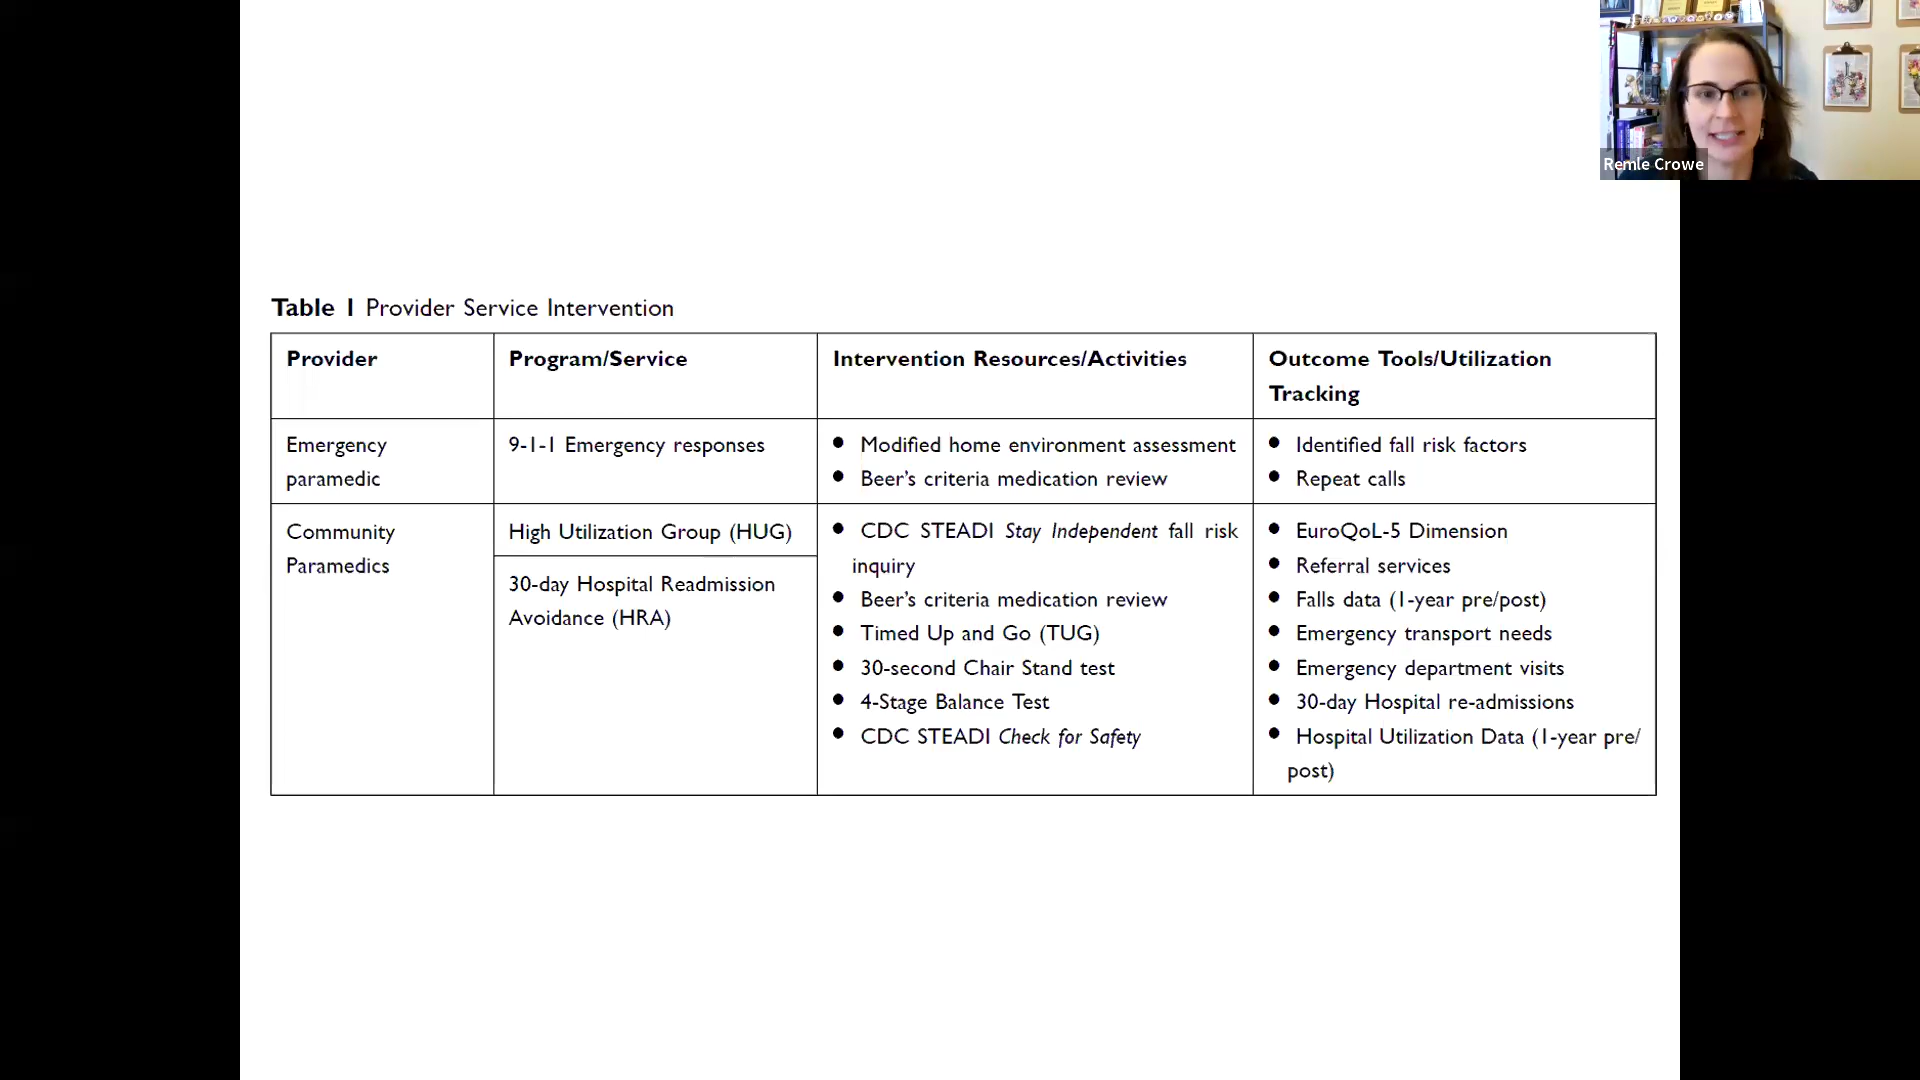 Remle Crowe
Table 1 Provider Service Intervention
Provider
Program/Service
Intervention Resources/Activities
Outcome Tools/Utilization
Tracking
Emergency
paramedic
9-1-1 Emergency responses
• Modified home environment assessment
• Beer's criteria medication review
• Identified fall risk factors
• Repeat calls
Community
Paramedics
High Utilization Group (HUG)
30-day Hospital Readmission
Avoidance (HRA)
• CDC STEADI Stay Independent fall risk
inquiry
• Beer's criteria medication review
• Timed Up and Go (TUG)
• 30-second Chair Stand test
• 4-Stage Balance Test
• CDC STEADI Check for Safety
• EuroQoL-5 Dimension
• Referral services
• Falls data (1-year pre/post)
• Emergency transport needs
• Emergency department visits
• 30-day Hospital re-admissions
• Hospital Utilization Data (1-year pre/
post)